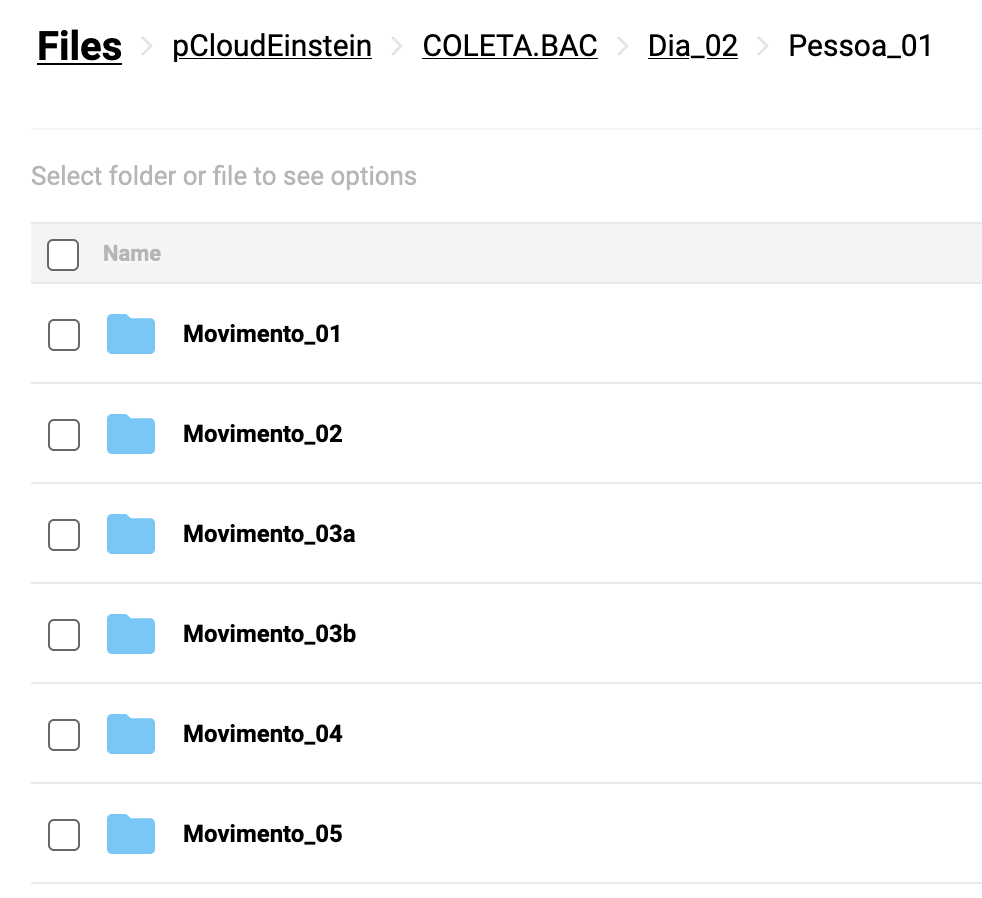 Files > pCloudEinstein > COLETA.BAC > Dia_02 > Pessoa_01
Select folder or file to see options
Name
Movimento_01
Movimento_02
Movimento_03a
Movimento_03b
Movimento_04
Movimento_05